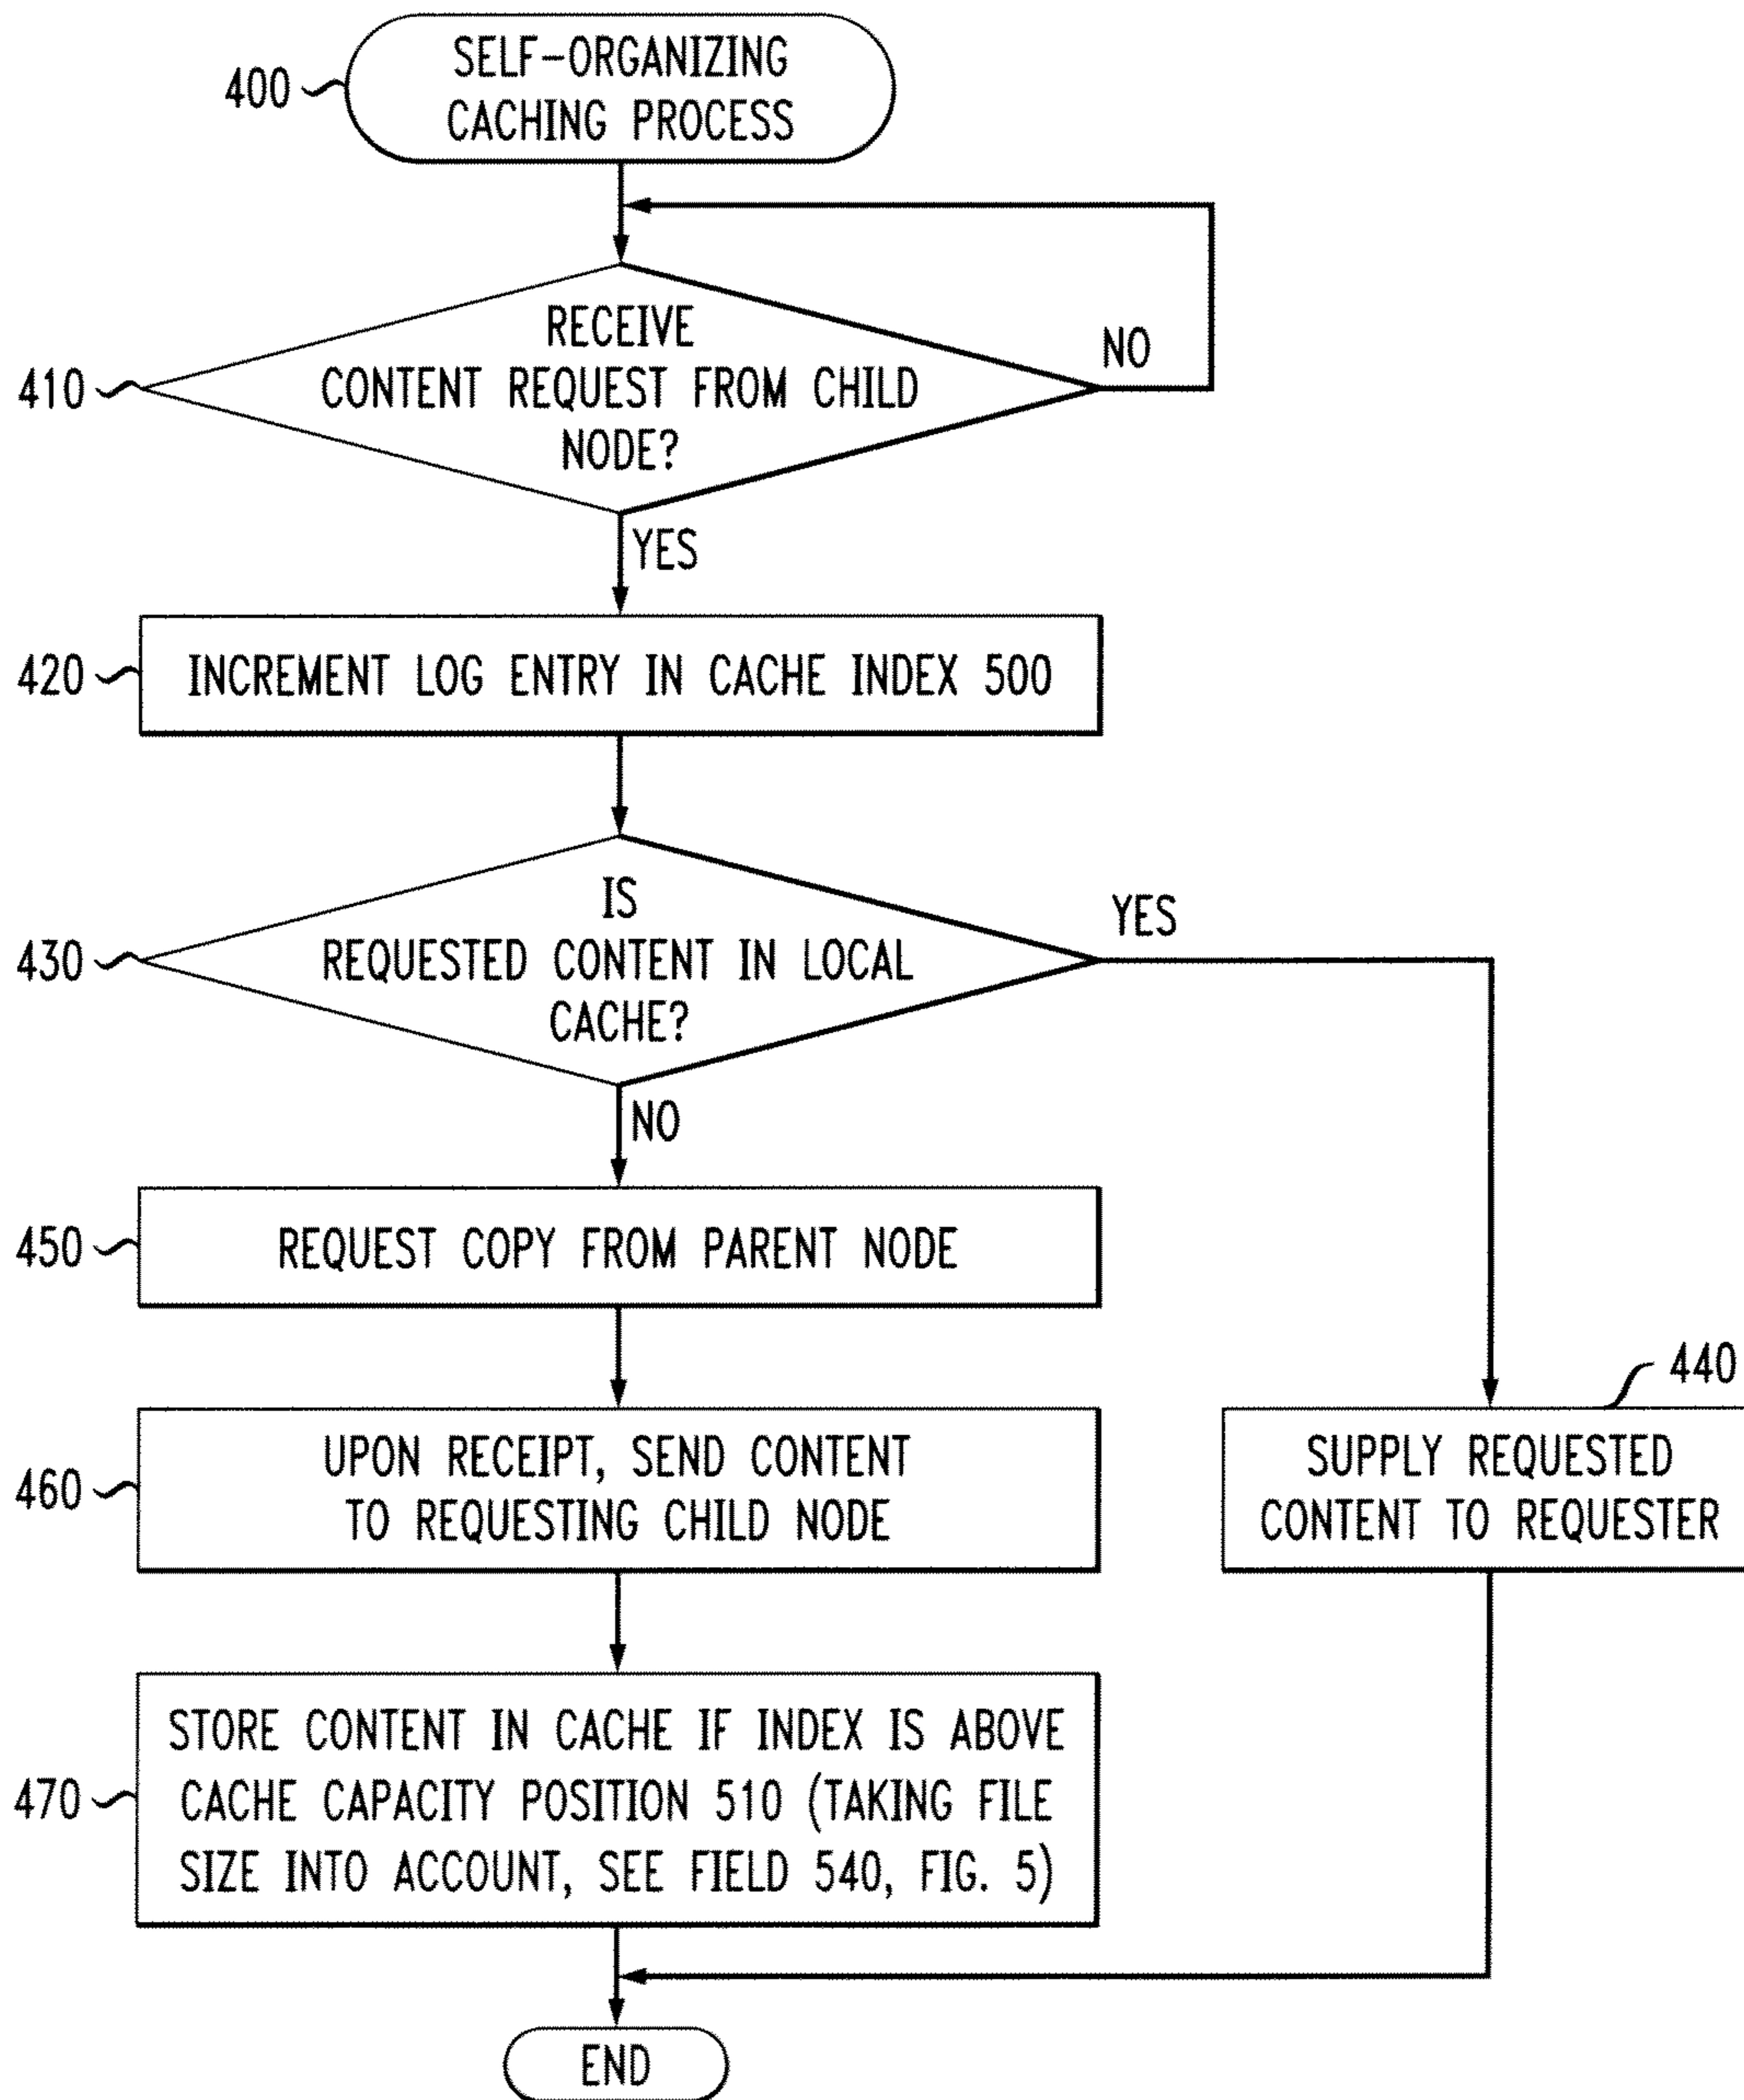 400
SELF-ORGANIZING
CACHING PROCESS
410
RECEIVE
CONTENT REQUEST FROM CHILD
NODE?
NO
YES
420
INCREMENT LOG ENTRY IN CACHE INDEX 500
430
IS
REQUESTED CONTENT IN LOCAL
CACHE?
YES
NO
450
REQUEST COPY FROM PARENT NODE
440
SUPPLY REQUESTED
CONTENT TO REQUESTER
460
UPON RECEIPT, SEND CONTENT
TO REQUESTING CHILD NODE
470
STORE CONTENT IN CACHE IF INDEX IS ABOVE
CACHE CAPACITY POSITION 510 (TAKING FILE
SIZE INTO ACCOUNT, SEE FIELD 540, FIG. 5)
END